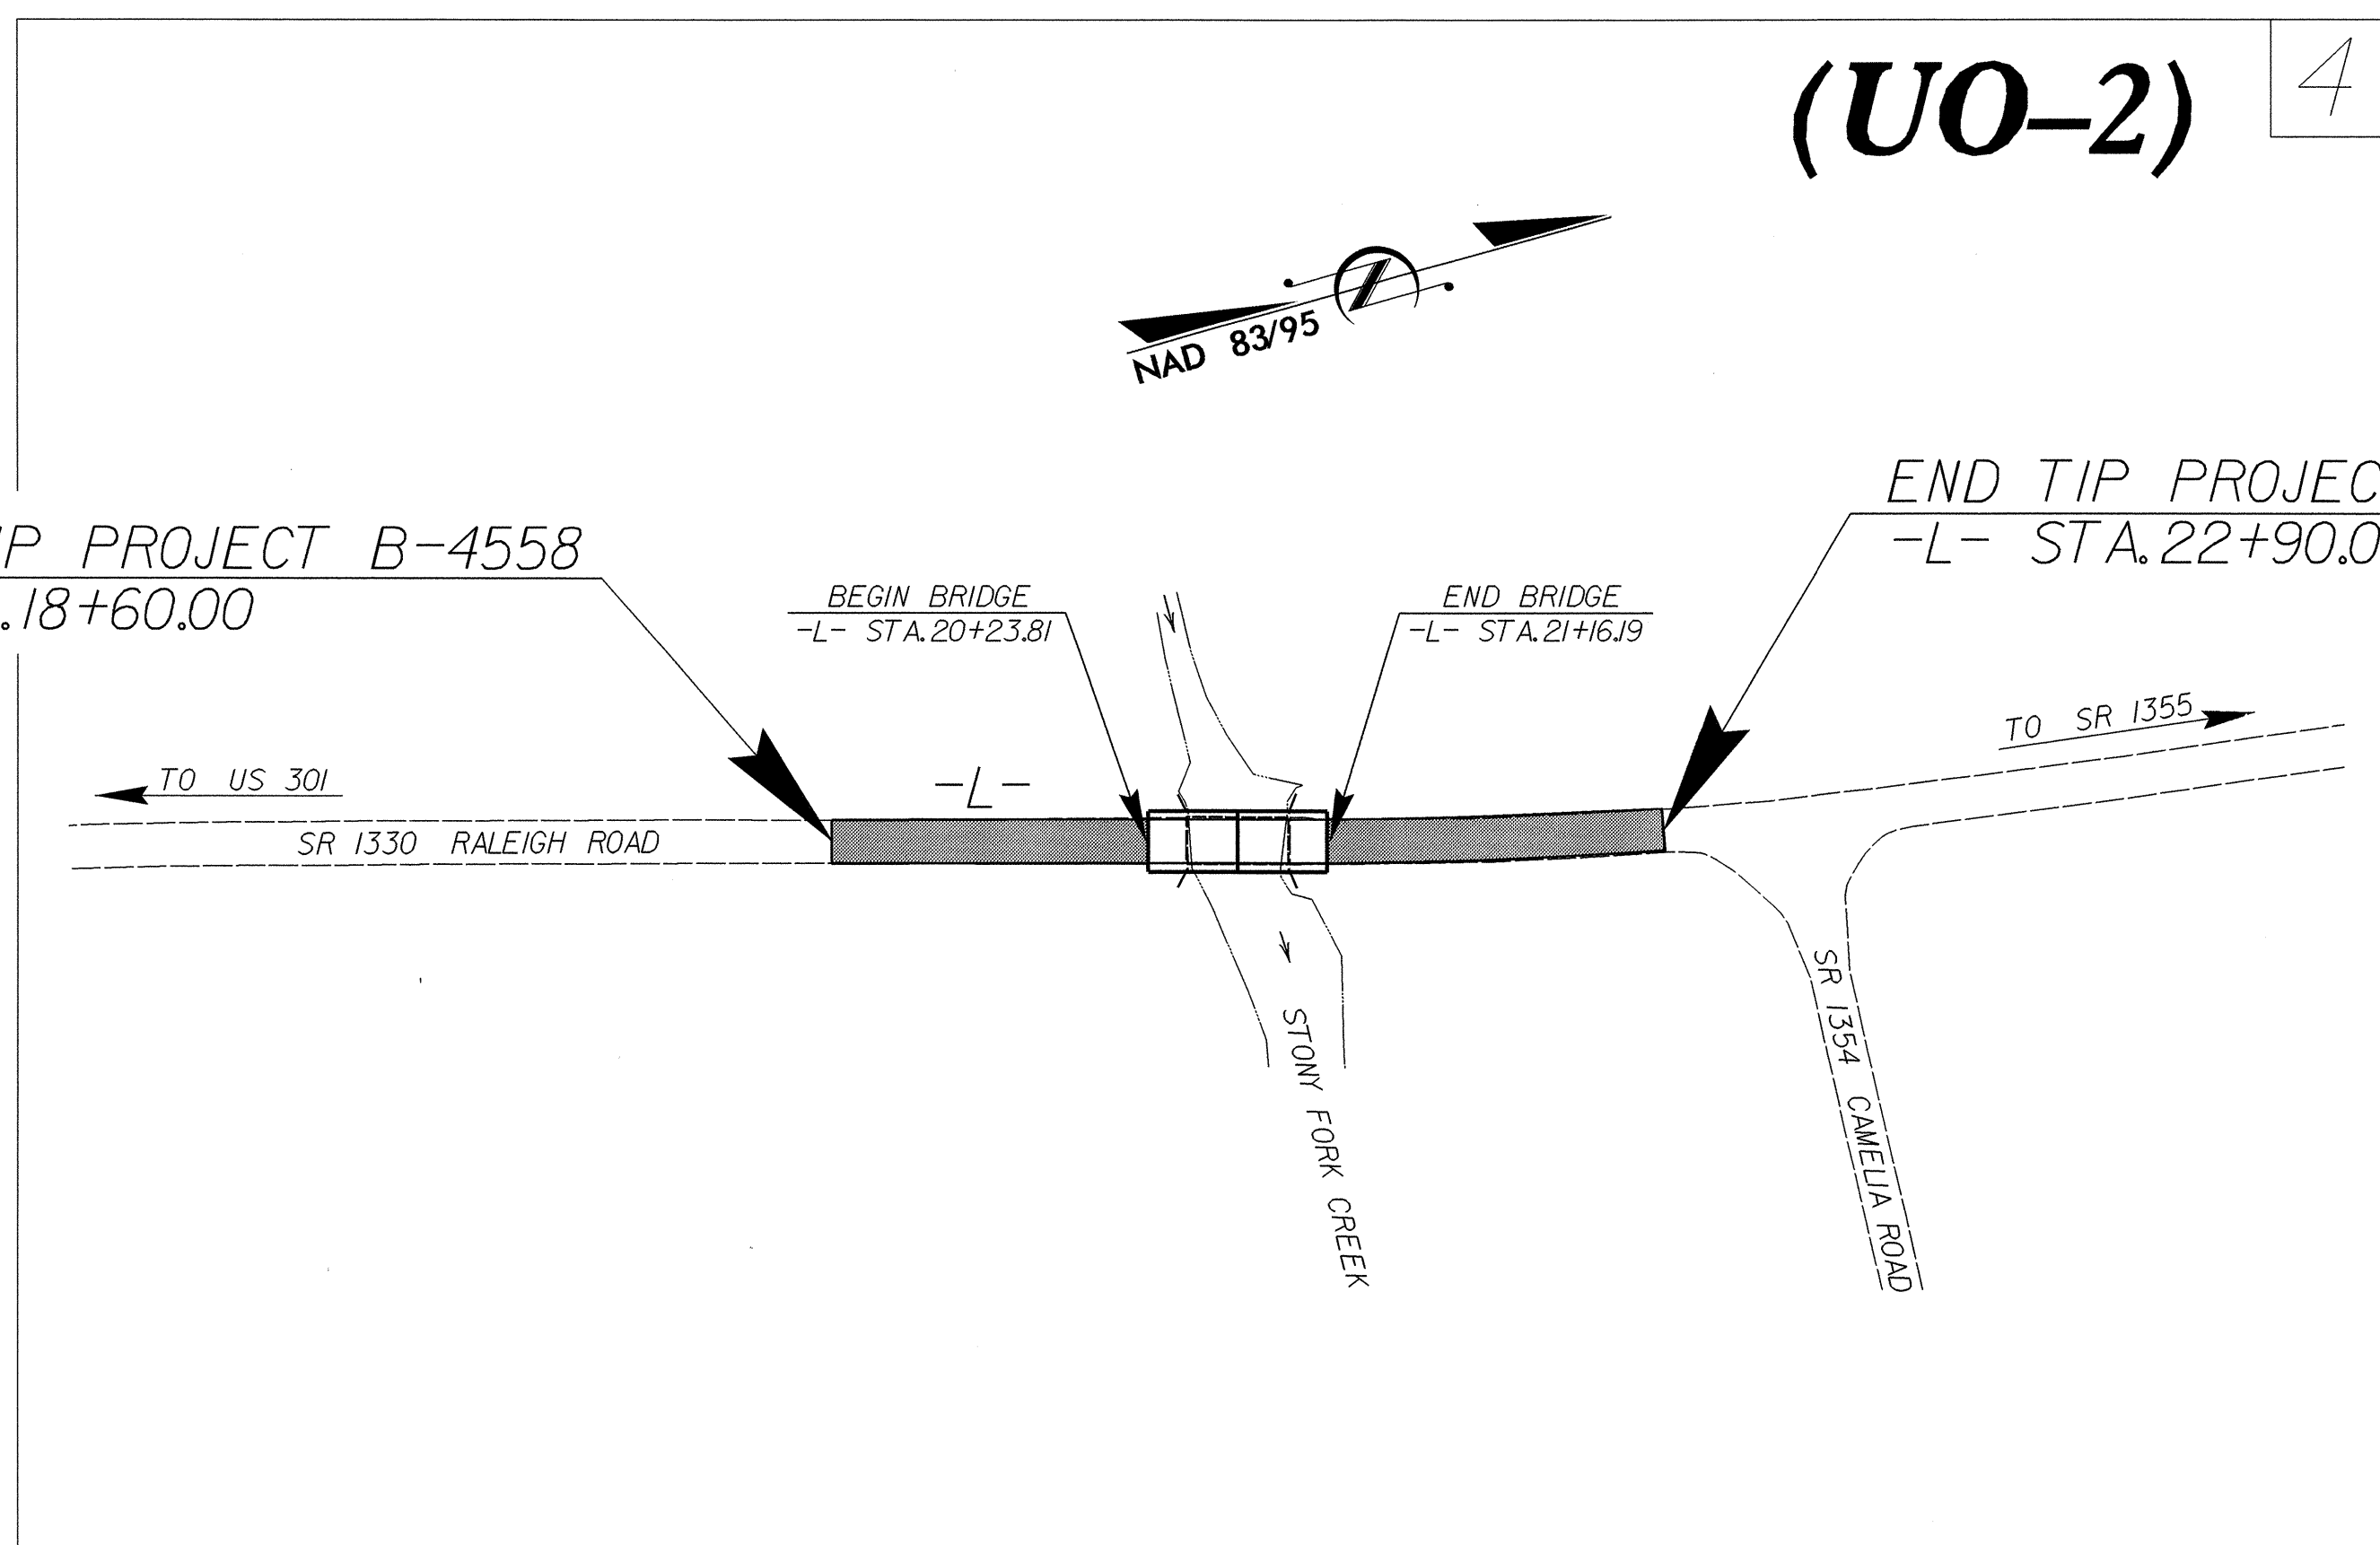 (UO-2)
4
NAD 83/95
END TIP PROJEC
-L- STA. 22+90.0
IP PROJECT B-4558
.18+60.00
BEGIN BRIDGE
-L- STA. 20+23.81
END BRIDGE
-L- STA. 21+16.19
TO SR 1355
TO US 301
-L-
SR 1330 RALEIGH ROAD
STONY FORK CREEK
SR 1354 CAMELIA ROAD